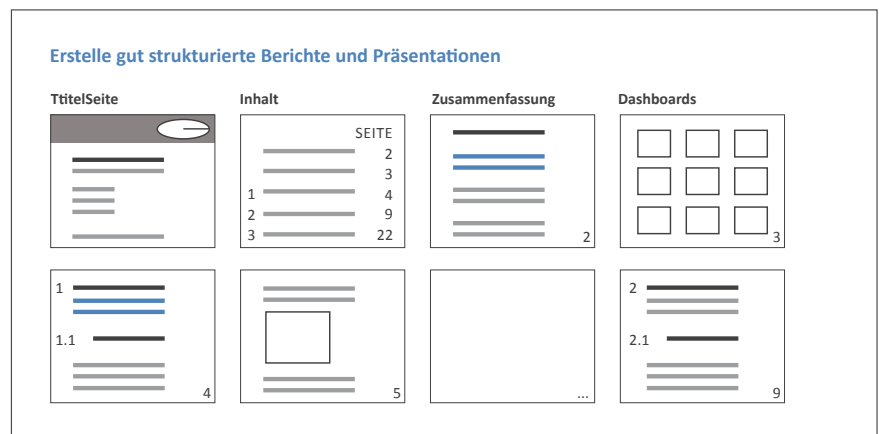 Erstelle gut strukturierte Berichte und Präsentationen
TtitelSeite
Inhalt
Zusammenfassung
Dashboards
SEITE
2
3
1 4
2 9
3 22
2
3
1
1.1
4
5
...
2
2.1
9